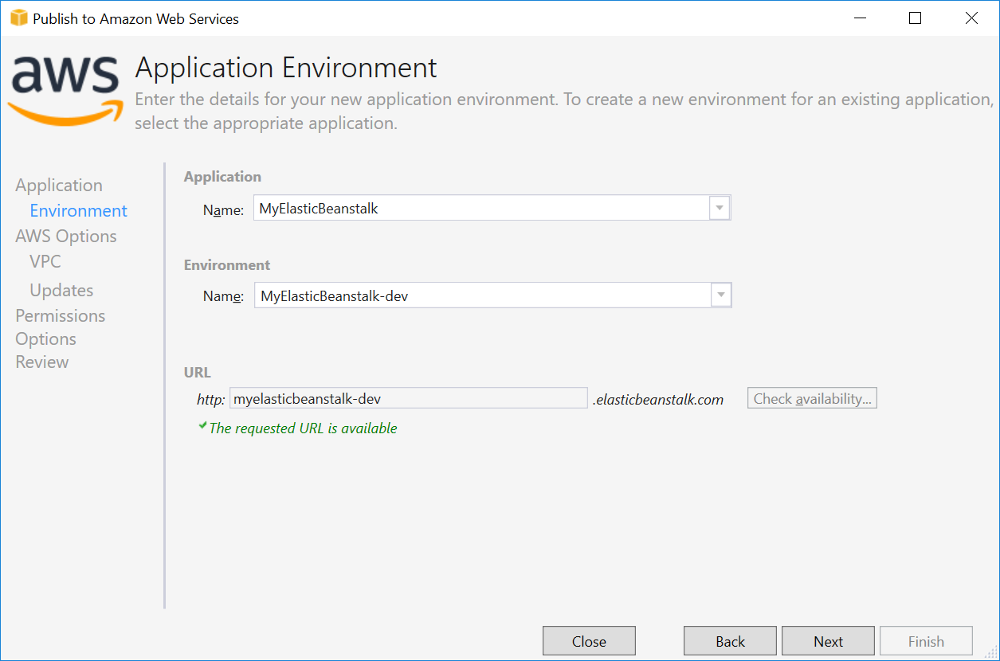 Publish to Amazon Web Services
aws
Application Environment
Enter the details for your new application environment. To create a new environment for an existing application,
select the appropriate application.
Application
Environment
AWS Options
VPC
Updates
Permissions
Options
Review
Application
Name: MyElasticBeanstalk
Environment
Name: MyElasticBeanstalk-dev
URL
http: myelasticbeanstalk-dev .elasticbeanstalk.com Check availability...
The requested URL is available
Close Back Next Finish